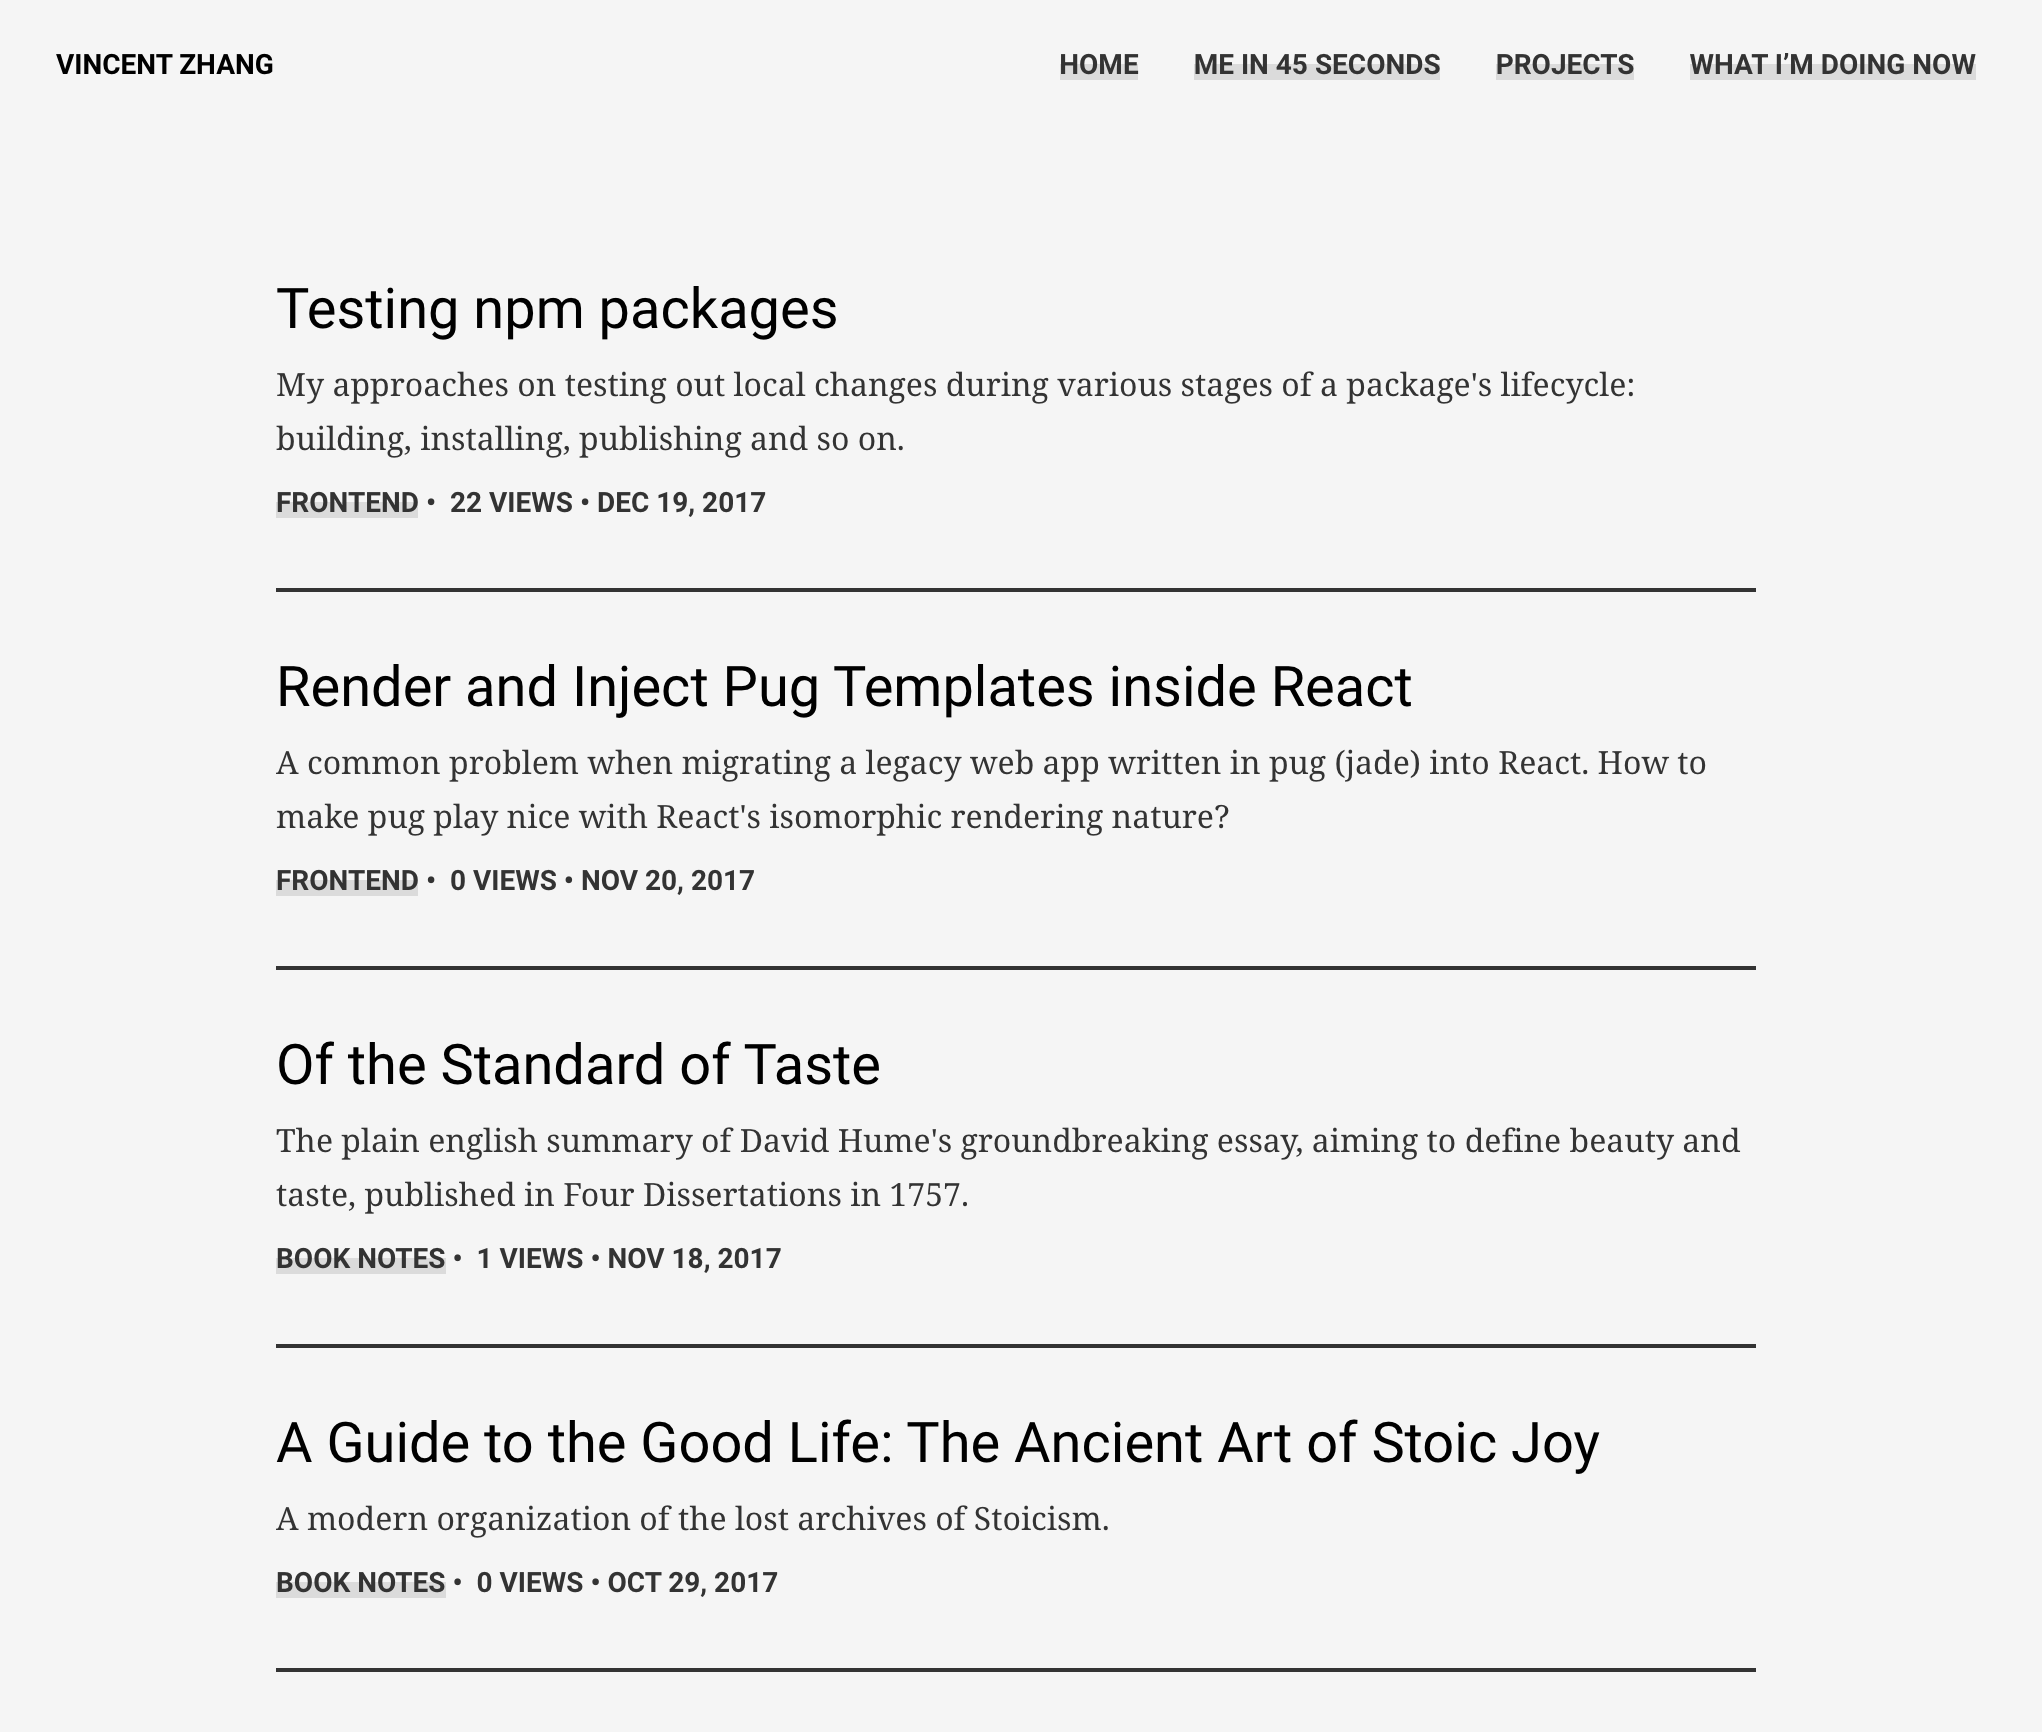 VINCENT ZHANG
HOME ME IN 45 SECONDS PROJECTS WHAT I’M DOING NOW
Testing npm packages
My approaches on testing out local changes during various stages of a package's lifecycle:
building, installing, publishing and so on.
FRONTEND • 22 VIEWS • DEC 19, 2017
Render and Inject Pug Templates inside React
A common problem when migrating a legacy web app written in pug (jade) into React. How to
make pug play nice with React's isomorphic rendering nature?
FRONTEND • 0 VIEWS • NOV 20, 2017
Of the Standard of Taste
The plain english summary of David Hume's groundbreaking essay, aiming to define beauty and
taste, published in Four Dissertations in 1757.
BOOK NOTES • 1 VIEWS • NOV 18, 2017
A Guide to the Good Life: The Ancient Art of Stoic Joy
A modern organization of the lost archives of Stoicism.
BOOK NOTES • 0 VIEWS • OCT 29, 2017